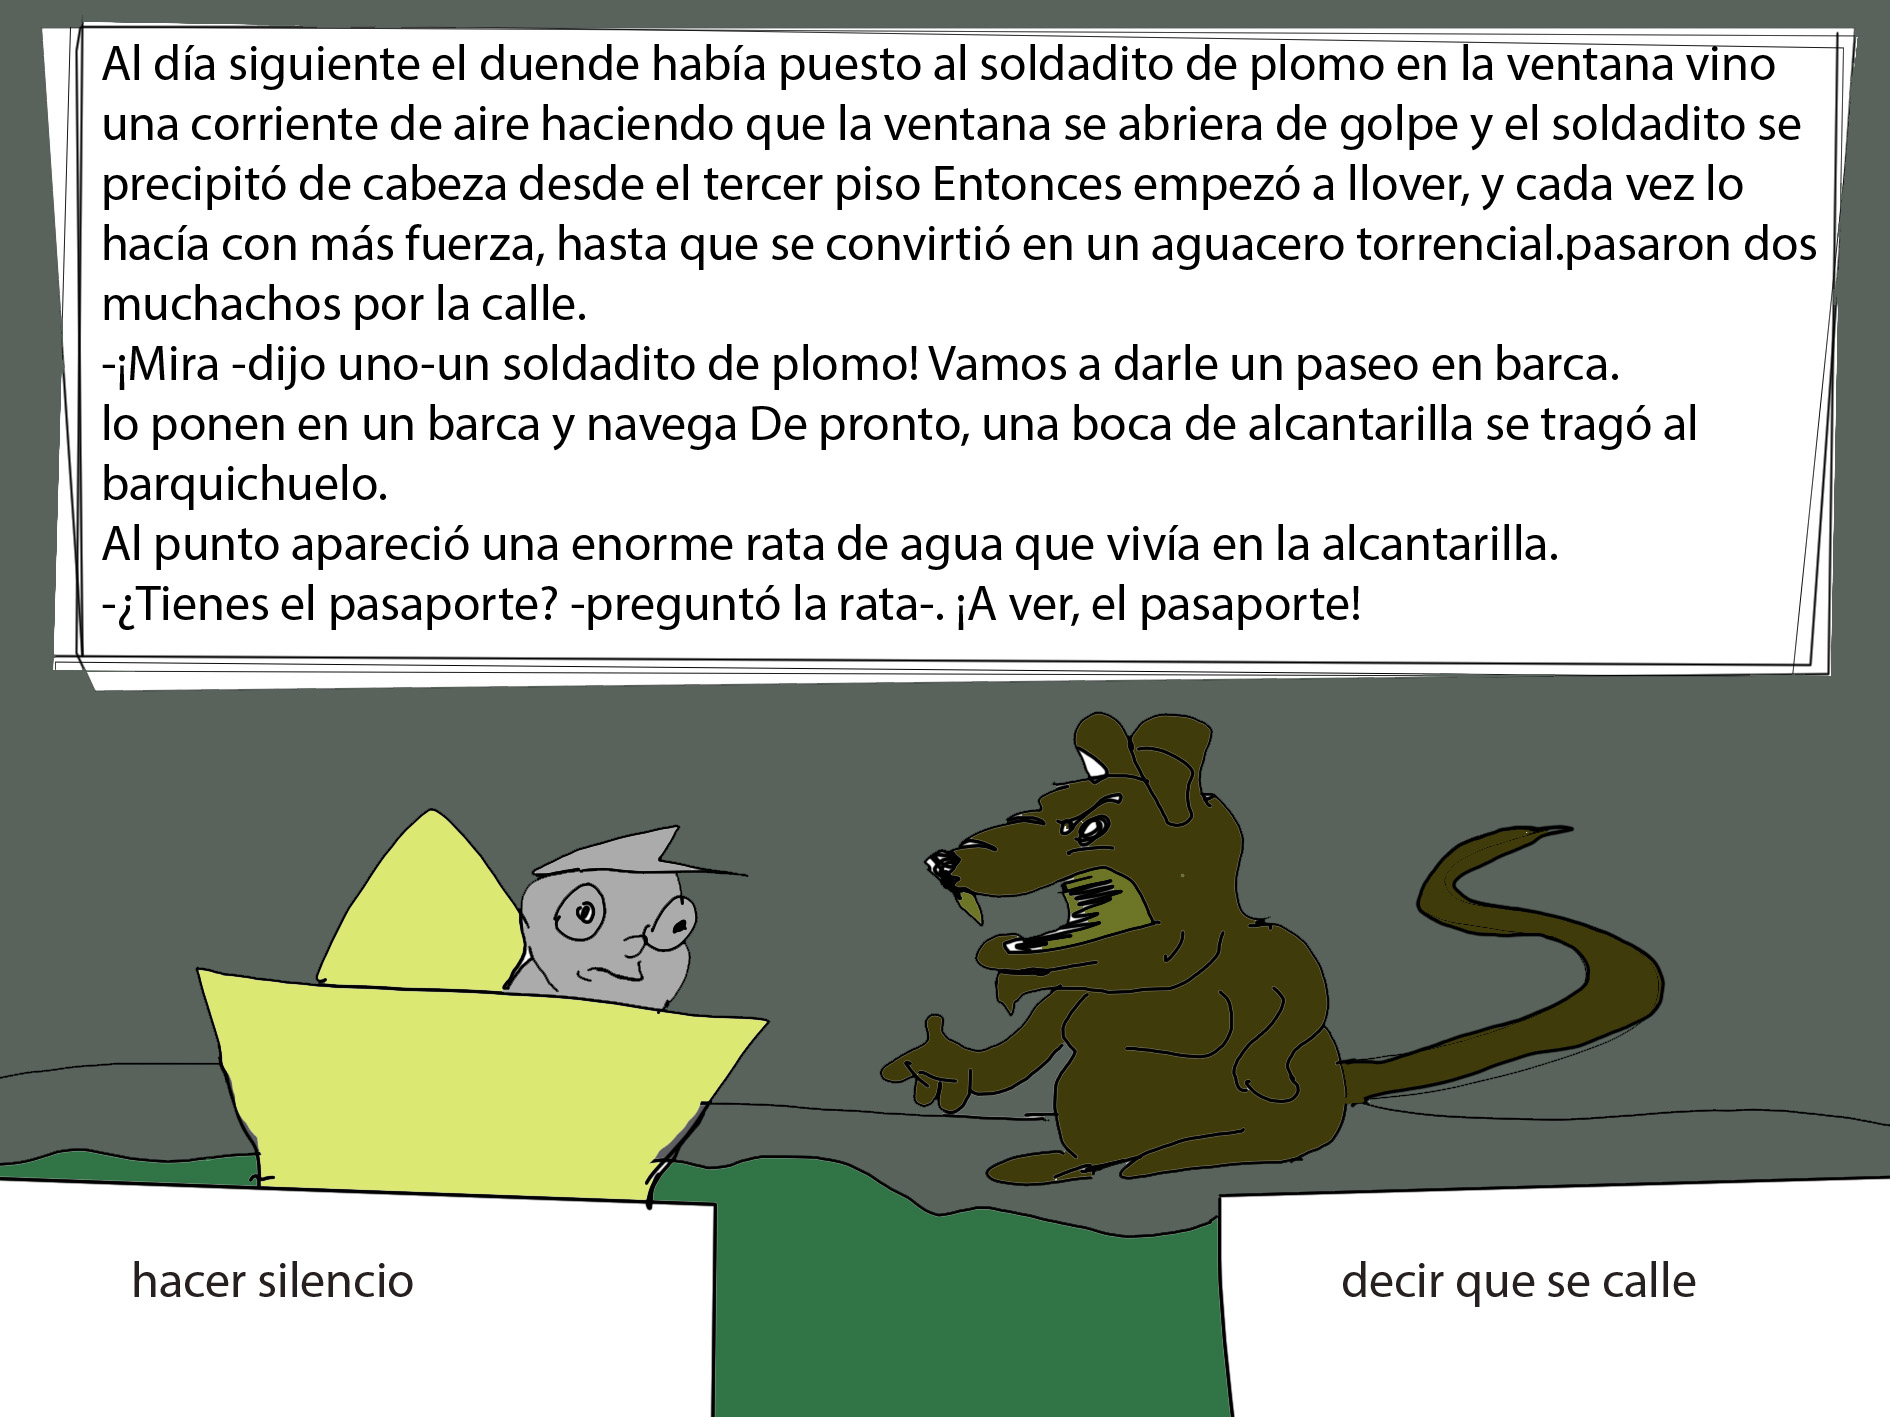 Al día siguiente el duende había puesto al soldadito de plomo en la ventana vino
una corriente de aire haciendo que la ventana se abriera de golpe y el soldadito se
precipitó de cabeza desde el tercer piso Entonces empezó a llover, y cada vez lo
hacía con más fuerza, hasta que se convirtió en un aguacero torrencial.pasaron dos
muchachos por la calle.
-¡Mira -dijo uno-un soldadito de plomo! Vamos a darle un paseo en barca.
lo ponen en un barca y navega De pronto, una boca de alcantarilla se tragó al
barquichuelo.
Al punto apareció una enorme rata de agua que vivía en la alcantarilla.
-¿Tienes el pasaporte? -preguntó la rata-. ¡A ver, el pasaporte!
hacer silencio
decir que se calle